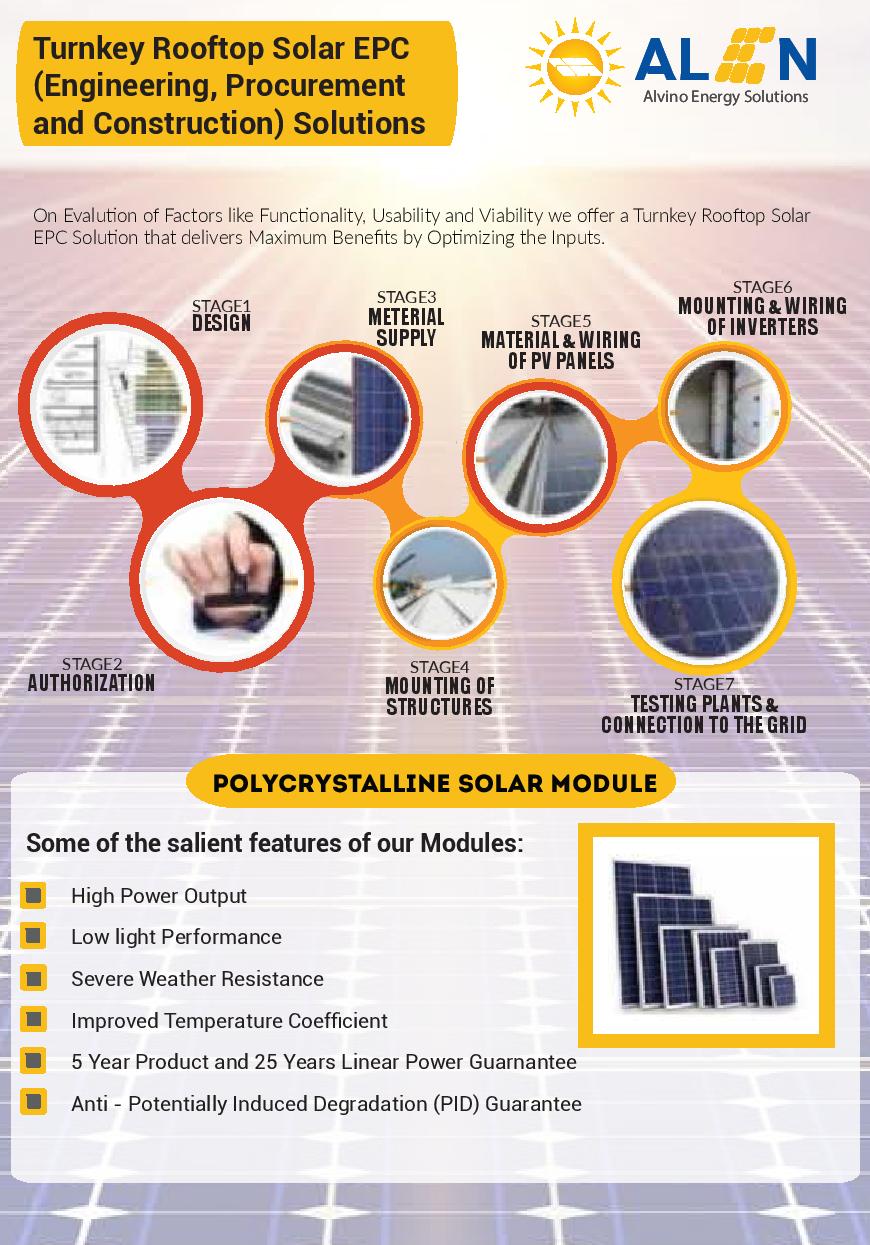 Turnkey Rooftop Solar EPC
(Engineering, Procurement
and Construction) Solutions
AL N
Alvino Energy Solutions
On Evalution of Factors like Functionality, Usability and Viability we offer a Turnkey Rooftop Solar
EPC Solution that delivers Maximum Benefits by Optimizing the Inputs.
STAGE1
DESIGN
STAGE2
AUTHORIZATION
STAGE3
METERIAL
SUPPLY
STAGE4
MOUNTING OF
STRUCTURES
STAGE5
MATERIAL & WIRING
OF PV PANELS
STAGE6
MOUNTING & WIRING
OF INVERTERS
STAGE7
TESTING PLANTS &
CONNECTION TO THE GRID
POLYCRYSTALLINE SOLAR MODULE
Some of the salient features of our Modules:
High Power Output
Low light Performance
Severe Weather Resistance
Improved Temperature Coefficient
5 Year Product and 25 Years Linear Power Guarnantee
Anti - Potentially Induced Degradation (PID) Guarantee